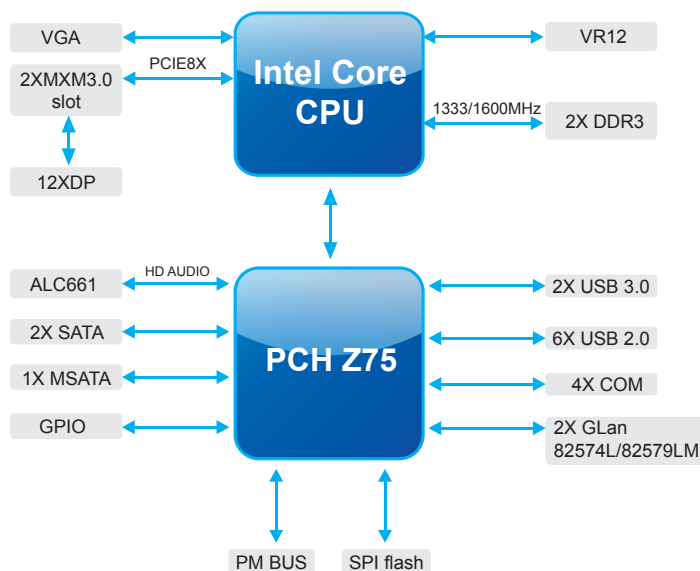 VGA
Intel Core
CPU
VR12
PCIE8X
2XMXM3.0
slot
1333/1600MHz
2X DDR3
12XDP
ALC661
HD AUDIO
PCH Z75
2X USB 3.0
2X SATA
6X USB 2.0
1X MSATA
4X COM
GPIO
2X GLan
82574L/82579LM
PM BUS
SPI flash